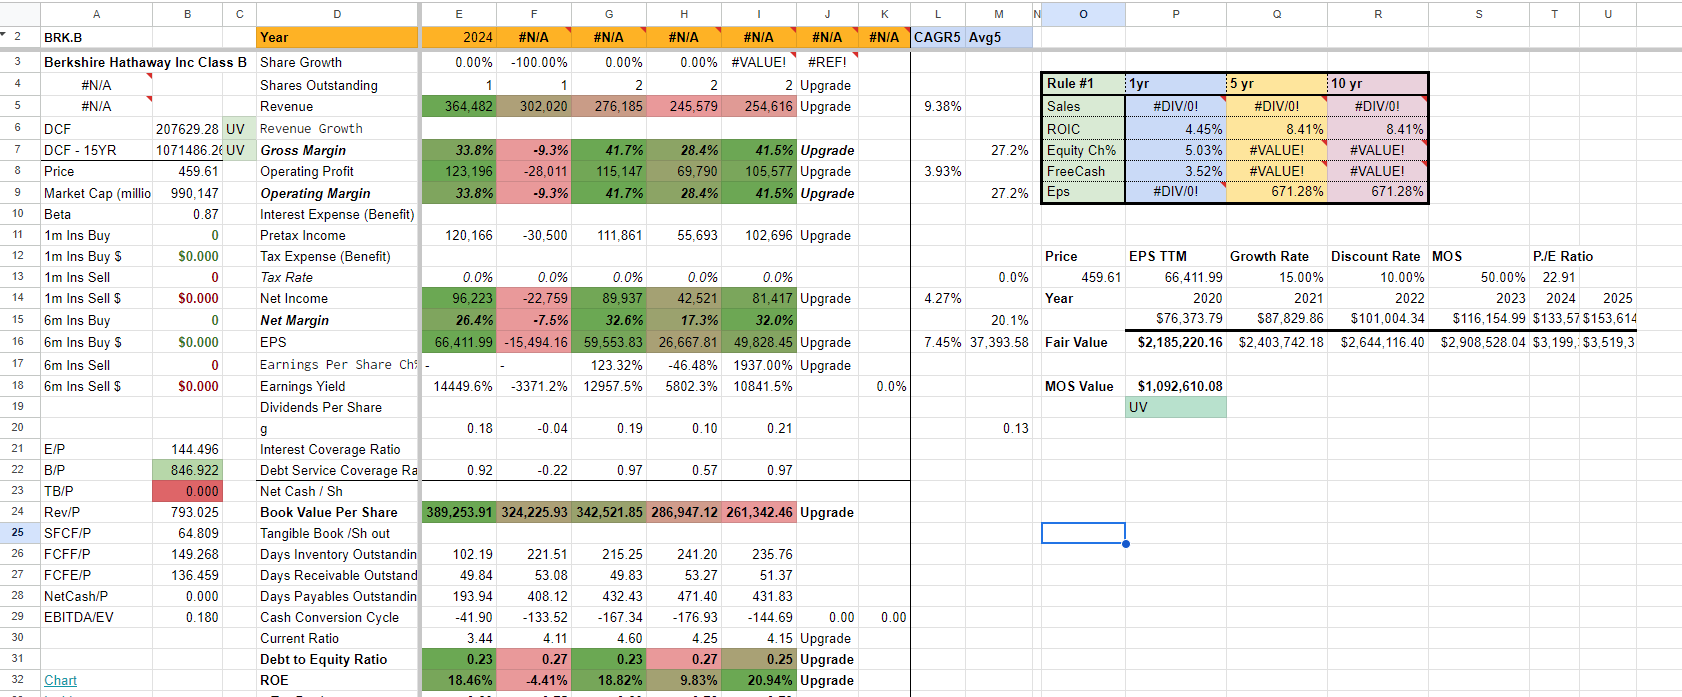 A B C D E F G H I J K L M N O P Q R S T U
2 BRK.B Year 2024 #N/A #N/A #N/A #N/A #N/A #N/A CAGR5 Avg5
3 Berkshire Hathaway Inc Class B Share Growth 0.00% -100.00% 0.00% 0.00% #VALUE! #REF!
4 #N/A Shares Outstanding 1 1 2 2 2 Upgrade Rule #1 1yr 5 yr 10 yr
5 #N/A Revenue 364,482 302,020 276,185 245,579 254,616 Upgrade 9.38% Sales #DIV/0! #DIV/0! #DIV/0!
6 DCF 207629.28 UV Revenue Growth ROIC 4.45% 8.41% 8.41%
7 DCF - 15YR 1071486.26 UV Gross Margin 33.8% -9.3% 41.7% 28.4% 41.5% Upgrade 27.2% Equity Ch% 5.03% #VALUE! #VALUE!
8 Price 459.61 Operating Profit 123,196 -28,011 115,147 69,790 105,577 Upgrade 3.93% FreeCash 3.52% #VALUE! #VALUE!
9 Market Cap (millio 990,147 Operating Margin 33.8% -9.3% 41.7% 28.4% 41.5% Upgrade 27.2% Eps #DIV/0! 671.28% 671.28%
10 Beta 0.87 Interest Expense (Benefit)
11 1m Ins Buy 0 Pretax Income 120,166 -30,500 111,861 55,693 102,696 Upgrade
12 1m Ins Buy $ $0.000 Tax Expense (Benefit) Price EPS TTM Growth Rate Discount Rate MOS P./E Ratio
13 1m Ins Sell 0 Tax Rate 0.0% 0.0% 0.0% 0.0% 0.0% 0.0% 459.61 66,411.99 15.00% 10.00% 50.00% 22.91
14 1m Ins Sell $ $0.000 Net Income 96,223 -22,759 89,937 42,521 81,417 Upgrade 4.27% Year 2020 2021 2022 2023 2024 2025
15 6m Ins Buy 0 Net Margin 26.4% -7.5% 32.6% 17.3% 32.0% 20.1% $76,373.79 $87,829.86 $101,004.34 $116,154.99 $133,57 $153,614
16 6m Ins Buy $ $0.000 EPS 66,411.99 -15,494.16 59,553.83 26,667.81 49,828.45 Upgrade 7.45% 37,393.58 Fair Value $2,185,220.16 $2,403,742.18 $2,644,116.40 $2,908,528.04 $3,199, $3,519,3
17 6m Ins Sell 0 Earnings Per Share Ch - - 123.32% -46.48% 1937.00% Upgrade
18 6m Ins Sell $ $0.000 Earnings Yield 14449.6% -3371.2% 12957.5% 5802.3% 10841.5% 0.0% MOS Value $1,092,610.08
19 Dividends Per Share UV
20 g 0.18 -0.04 0.19 0.10 0.21 0.13
21 E/P 144.496 Interest Coverage Ratio
22 B/P 846.922 Debt Service Coverage Ra 0.92 -0.22 0.97 0.57 0.97
23 TB/P 0.000 Net Cash / Sh
24 Rev/P 793.025 Book Value Per Share 389,253.91 324,225.93 342,521.85 286,947.12 261,342.46 Upgrade
25 SFCF/P 64.809 Tangible Book /Sh out
26 FCFF/P 149.268 Days Inventory Outstandin 102.19 221.51 215.25 241.20 235.76
27 FCFE/P 136.459 Days Receivable Outstand 49.84 53.08 49.83 53.27 51.37
28 NetCash/P 0.000 Days Payables Outstandin 193.94 408.12 432.43 471.40 431.83
29 EBITDA/EV 0.180 Cash Conversion Cycle -41.90 -133.52 -167.34 -176.93 -144.69 0.00 0.00
30 Current Ratio 3.44 4.11 4.60 4.25 4.15 Upgrade
31 Debt to Equity Ratio 0.23 0.27 0.23 0.27 0.25 Upgrade
32 Chart ROE 18.46% -4.41% 18.82% 9.83% 20.94% Upgrade